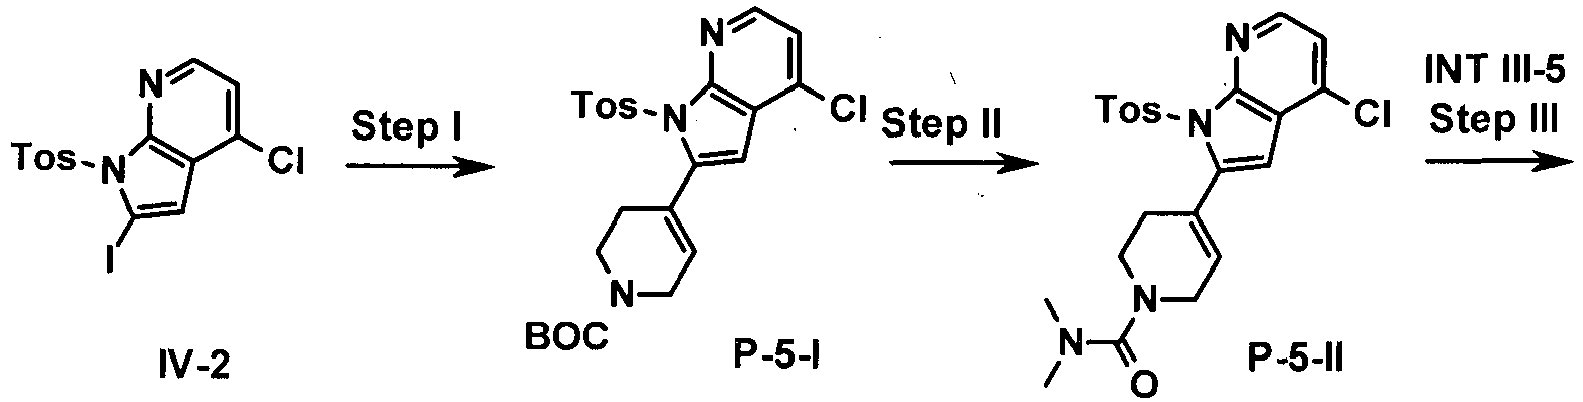 N
Cl
Tos
N
I
IV-2
Step I
N
Cl
Tos
N
N
BOC
P-5-I
Step II
N
Cl
Tos
N
N
N
O
P-5-II
INT III-5
Step III